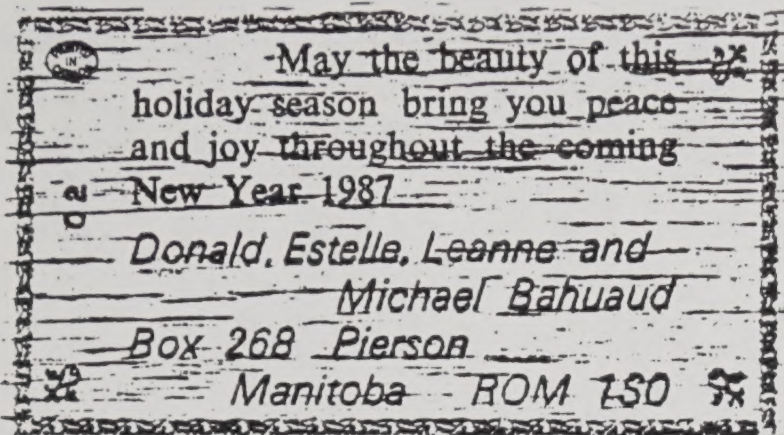 May the beauty of this
holiday season bring you peace
and joy throughout the coming
New Year 1987
Donald, Estelle, Leanne and
Michael Bahuaud
Box 268 Pierson
Manitoba ROM 1S0
IN